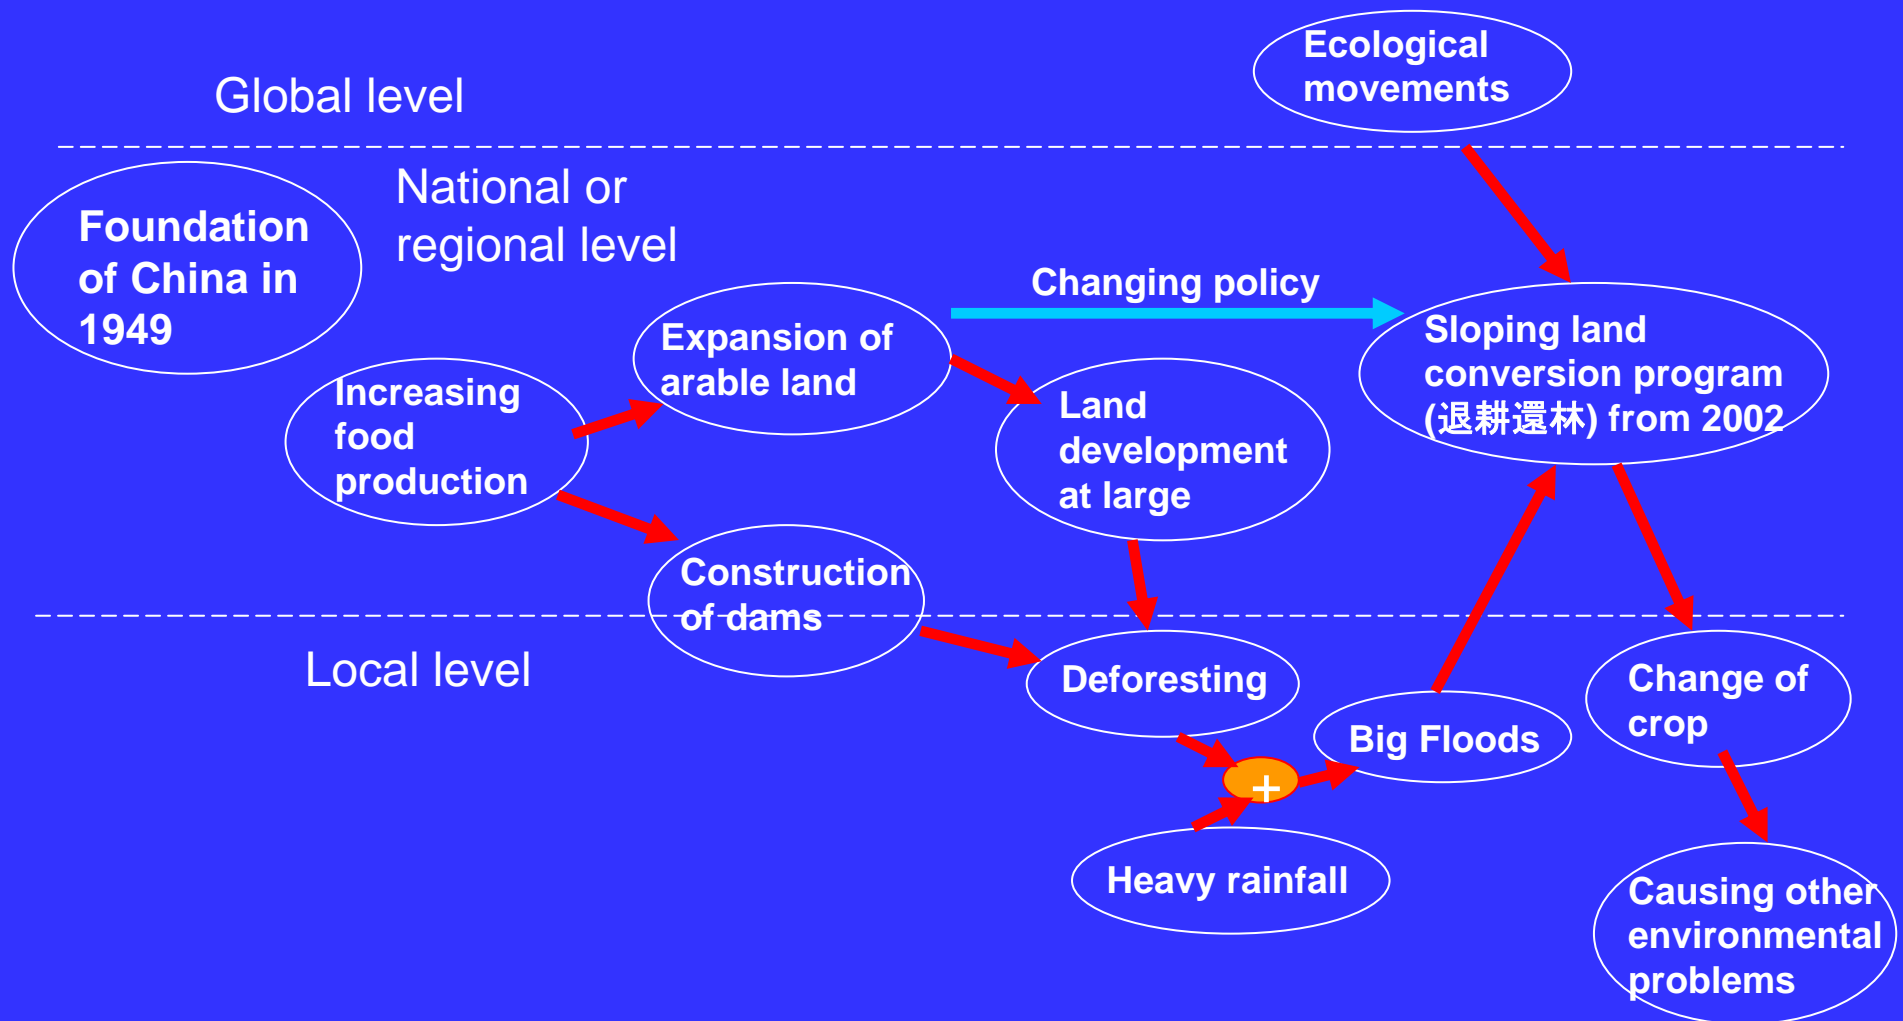 Ecological
movements
Global level
National or
regional level
Foundation
of China in
1949
Changing policy
Expansion of
arable land
Sloping land
conversion program
(退耕還林) from 2002
Increasing
food
production
Land
development
at large
Construction
of dams
Local level
Deforesting
Big Floods
Change of
crop
+
Heavy rainfall
Causing other
environmental
problems